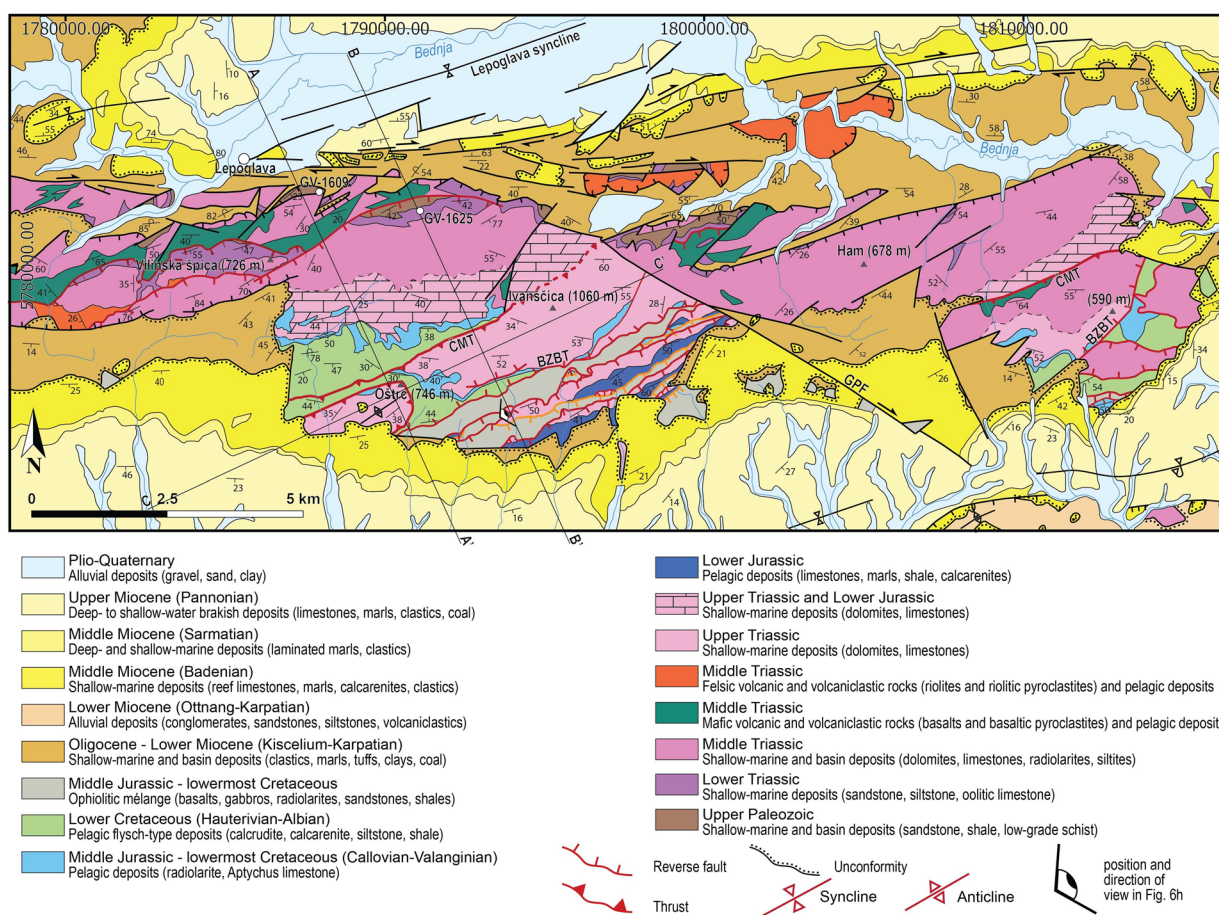 1780000.00
1790000.00
1800000.00
1810000.00
5780000.00
Bednja
Lepoglava syncline
A
B
Lepoglava
GV-1609
GV-1625
Bednja
Vilinska špica (726 m)
Ivanščica (1060 m)
Ham (678 m)
(590 m)
CMT
CMT
BZBT
BZBT
Oštrc (746 m)
GPF
C'
C
A'
B'
N
0 2.5 5 km
Plio-Quaternary
Alluvial deposits (gravel, sand, clay)
Upper Miocene (Pannonian)
Deep- to shallow-water brakish deposits (limestones, marls, clastics, coal)
Middle Miocene (Sarmatian)
Deep- and shallow-marine deposits (laminated marls, clastics)
Middle Miocene (Badenian)
Shallow-marine deposits (reef limestones, marls, calcarenites, clastics)
Lower Miocene (Ottnang-Karpatian)
Alluvial deposits (conglomerates, sandstones, siltstones, volcaniclastics)
Oligocene - Lower Miocene (Kiscelium-Karpatian)
Shallow-marine and basin deposits (clastics, marls, tuffs, clays, coal)
Middle Jurassic - lowermost Cretaceous
Ophiolitic mélange (basalts, gabbros, radiolarites, sandstones, shales)
Lower Cretaceous (Hauterivian-Albian)
Pelagic flysch-type deposits (calcrudite, calcarenite, siltstone, shale)
Middle Jurassic - lowermost Cretaceous (Callovian-Valanginian)
Pelagic deposits (radiolarite, Aptychus limestone)
Lower Jurassic
Pelagic deposits (limestones, marls, shale, calcarenites)
Upper Triassic and Lower Jurassic
Shallow-marine deposits (dolomites, limestones)
Upper Triassic
Shallow-marine deposits (dolomites, limestones)
Middle Triassic
Felsic volcanic and volcaniclastic rocks (riolites and riolitic pyroclastites) and pelagic deposits
Middle Triassic
Mafic volcanic and volcaniclastic rocks (basalts and basaltic pyroclastites) and pelagic deposit
Middle Triassic
Shallow-marine and basin deposits (dolomites, limestones, radiolarites, siltites)
Lower Triassic
Shallow-marine deposits (sandstone, siltstone, oolitic limestone)
Upper Paleozoic
Shallow-marine and basin deposits (sandstone, shale, low-grade schist)
Reverse fault
Unconformity
Thrust
Syncline
Anticline
position and
direction of
view in Fig. 6h